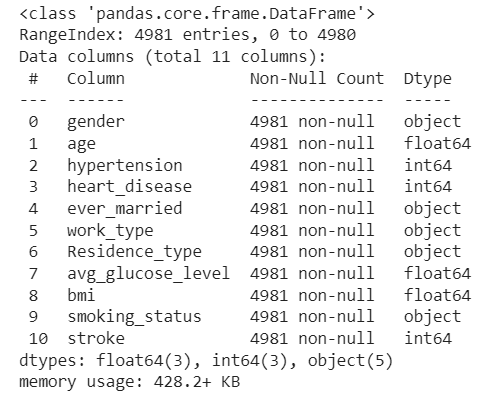 <class 'pandas.core.frame.DataFrame'>
RangeIndex: 4981 entries, 0 to 4980
Data columns (total 11 columns):
 #   Column             Non-Null Count  Dtype
---  ------             --------------  -----
 0   gender             4981 non-null   object
 1   age                4981 non-null   float64
 2   hypertension       4981 non-null   int64
 3   heart_disease      4981 non-null   int64
 4   ever_married       4981 non-null   object
 5   work_type          4981 non-null   object
 6   Residence_type     4981 non-null   object
 7   avg_glucose_level  4981 non-null   float64
 8   bmi                4981 non-null   float64
 9   smoking_status     4981 non-null   object
 10  stroke             4981 non-null   int64
dtypes: float64(3), int64(3), object(5)
memory usage: 428.2+ KB